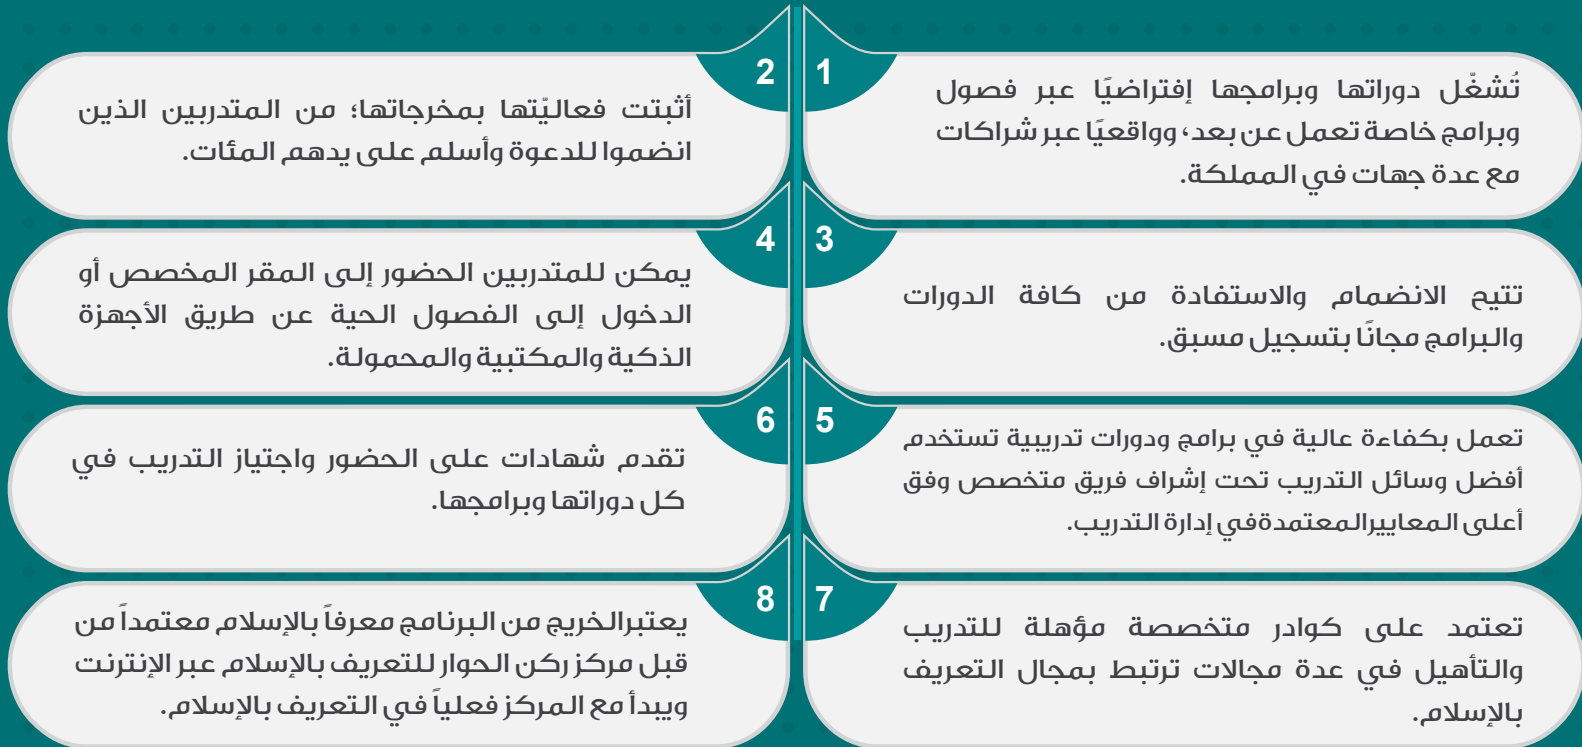 1
تُشغّل دوراتها وبرامجها إفتراضيًا عبر فصول
وبرامج خاصة تعمل عن بعد، وواقعيًا عبر شراكات
مع عدة جهات في المملكة.
2
أثبتت فعاليّتها بمخرجاتها؛ من المتدربين الذين
انضموا للدعوة وأسلم على يدهم المئات.
3
تتيح الانضمام والاستفادة من كافة الدورات
والبرامج مجانًا بتسجيل مسبق.
4
يمكن للمتدربين الحضور إلى المقر المخصص أو
الدخول إلى الفصول الحية عن طريق الأجهزة
الذكية والمكتبية والمحمولة.
5
تعمل بكفاءة عالية في برامج ودورات تدريبية تستخدم
أفضل وسائل التدريب تحت إشراف فريق متخصص وفق
أعلى المعاييرالمعتمدةفي إدارة التدريب.
6
تقدم شهادات على الحضور واجتياز التدريب في
كل دوراتها وبرامجها.
7
تعتمد على كوادر متخصصة مؤهلة للتدريب
والتأهيل في عدة مجالات ترتبط بمجال التعريف
بالإسلام.
8
يعتبرالخريج من البرنامج معرفاً بالإسلام معتمداً من
قبل مركز ركن الحوار للتعريف بالإسلام عبر الإنترنت
ويبدأ مع المركز فعلياً في التعريف بالإسلام.